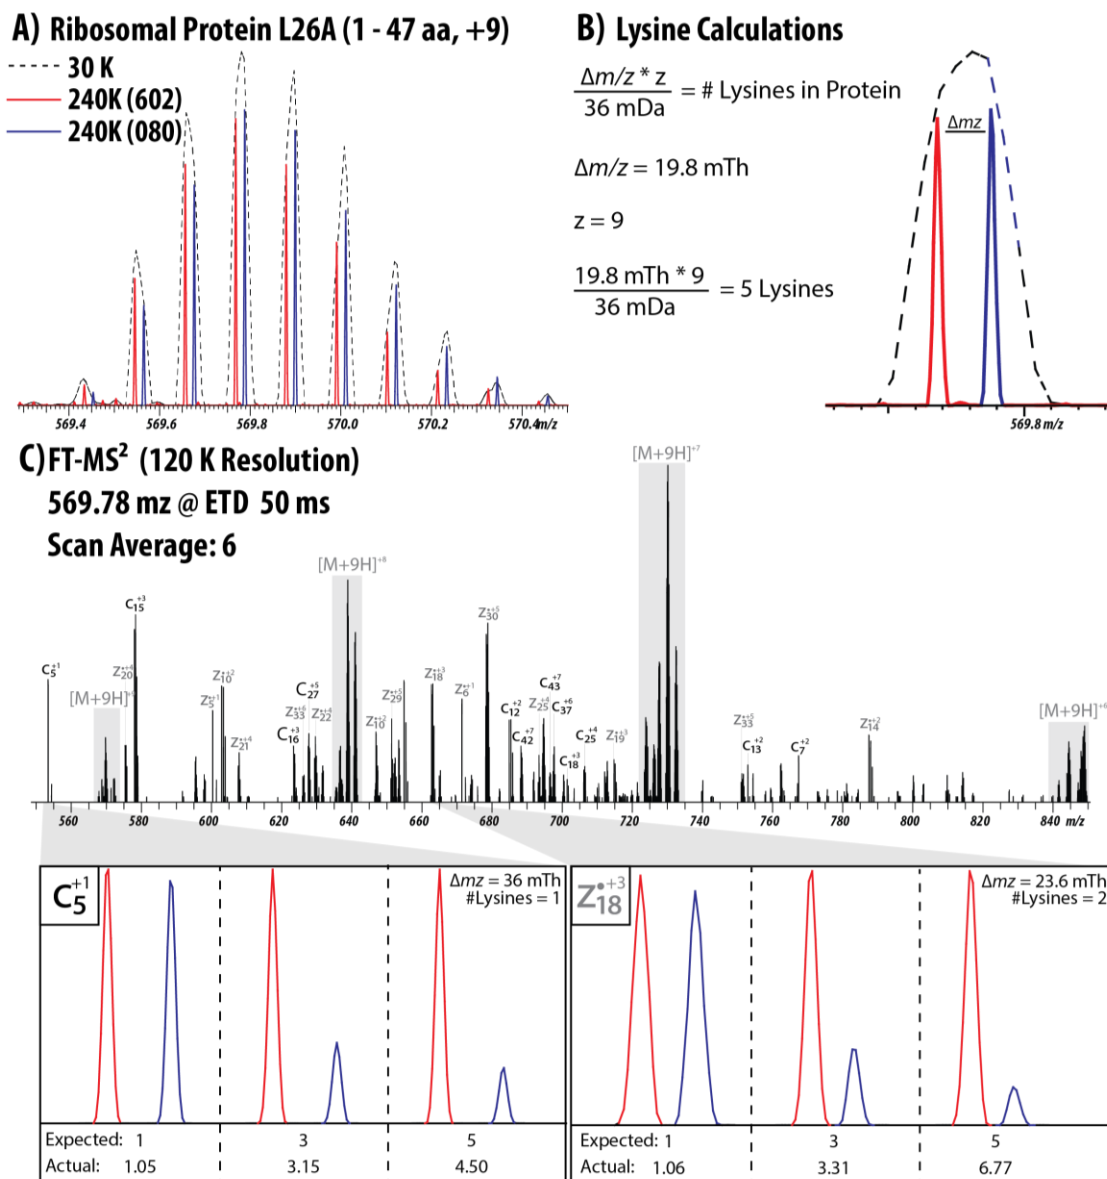 A) Ribosomal Protein L26A (1 - 47 aa, +9)
30 K
240K (602)
240K (080)
569.4 569.6 569.8 570.0 570.2 570.4m/z
B) Lysine Calculations
Δm/z * z
36 mDa
= # Lysines in Protein
Δm/z = 19.8 mTh
z = 9
19.8 mTh * 9
36 mDa
= 5 Lysines
Δmz
569.8 m/z
C) FT-MS² (120 K Resolution)
569.78 mz @ ETD 50 ms
Scan Average: 6
[M+9H]⁺⁷
[M+9H]⁺⁸
C₁₅⁺³
Z₃₀•⁺⁵
C₅⁺¹
Z₂₀•⁺⁴
[M+9H]
Z₅•⁺¹
Z₁₀•⁺²
Z₂₁•⁺⁴
C₂₇⁺⁵
Z₃₃•⁺⁶
Z₂₂•⁺⁴
C₁₆⁺³
Z₁₀•⁺²
Z₂₉•⁺⁵
Z₁₈•⁺³
Z₆•⁺¹
C₁₂⁺²
C₄₂⁺⁷
C₄₃⁺⁷
Z₂₅•⁺⁴
C₃₇⁺⁶
C₁₈⁺³
C₂₅⁺⁴
Z₁₉•⁺³
Z₃₃•⁺⁵
C₁₃⁺²
C₇⁺²
Z₁₄•⁺²
[M+9H]⁺⁶
560 580 600 620 640 660 680 700 720 740 760 780 800 820 840 m/z
C₅⁺¹
Δmz = 36 mTh
#Lysines = 1
Expected: 1 3 5
Actual: 1.05 3.15 4.50
Z₁₈•⁺³
Δmz = 23.6 mTh
#Lysines = 2
Expected: 1 3 5
Actual: 1.06 3.31 6.77